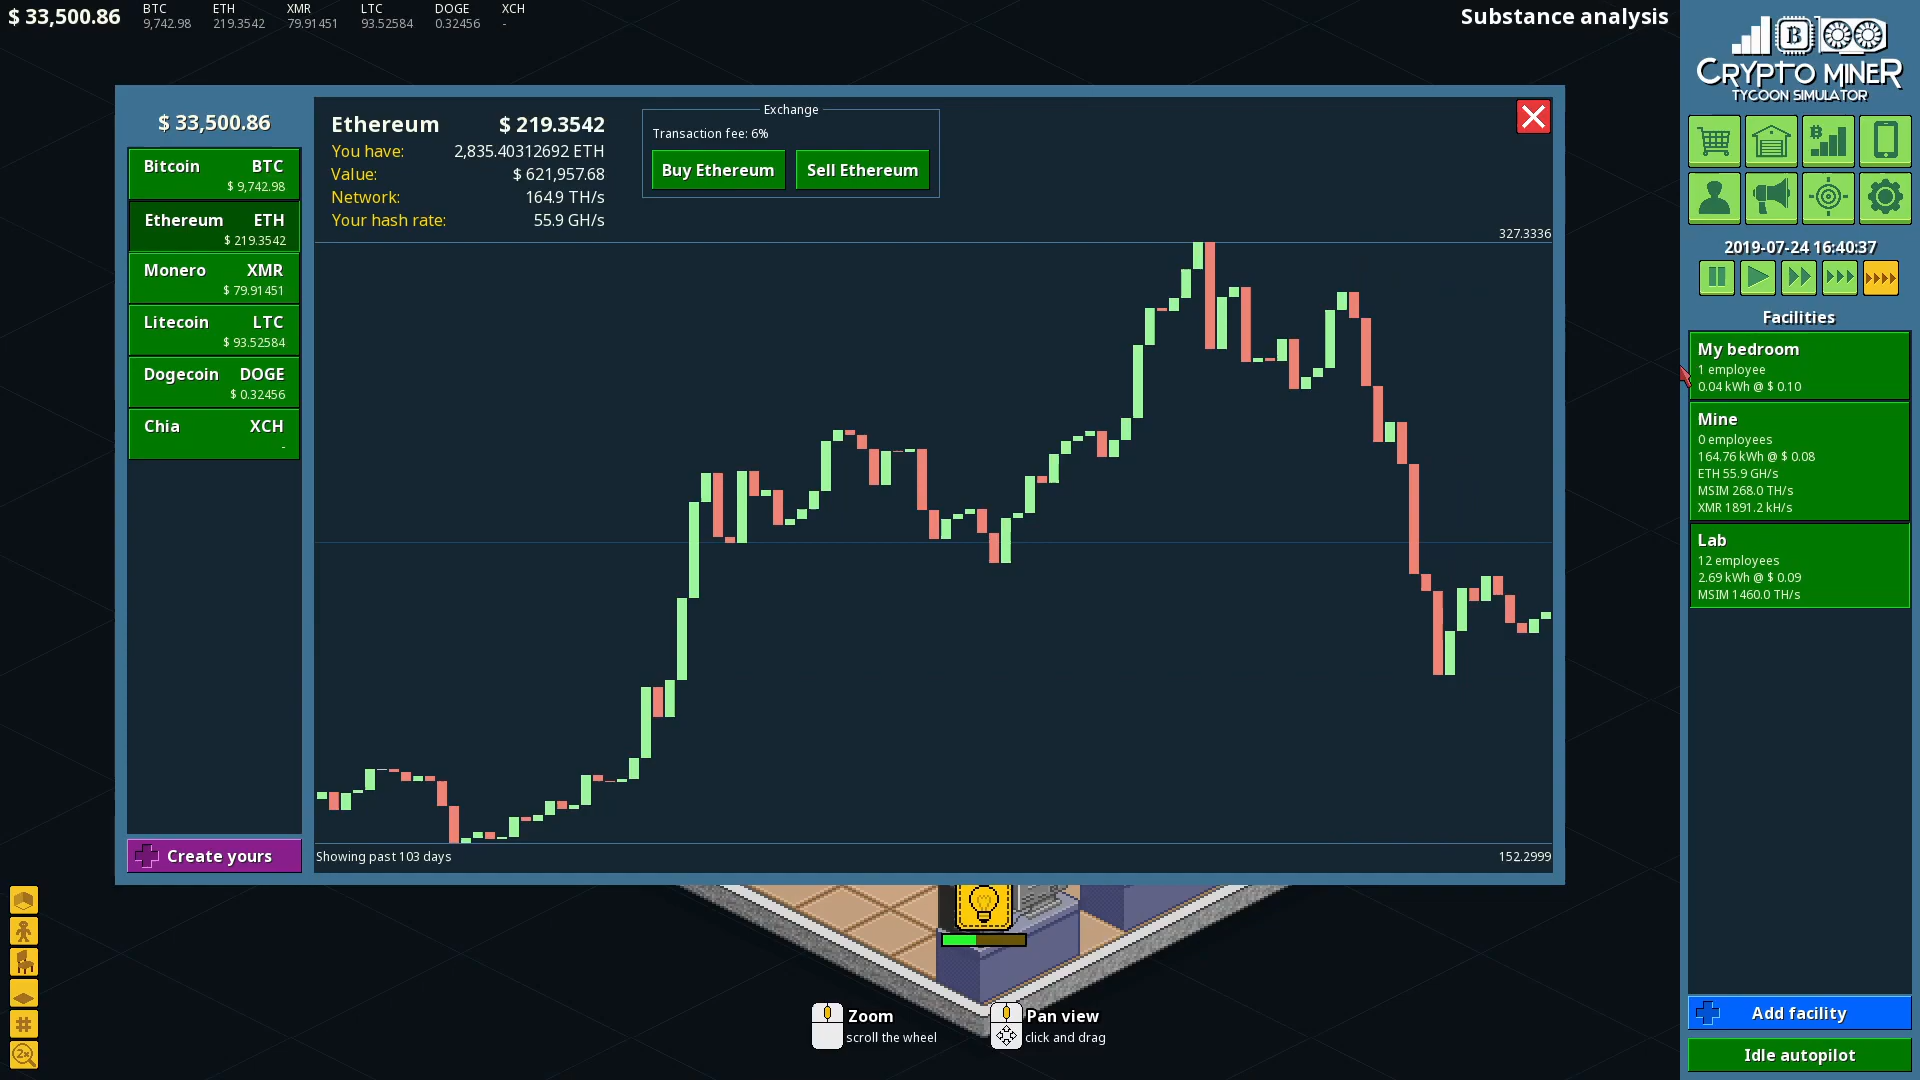 $ 33,500.86
BTC 9,742.98
ETH 219.3542
XMR 79.91451
LTC 93.52584
DOGE 0.32456
XCH -
Substance analysis
CRYPTO MINER
TYCOON SIMULATOR
$ 33,500.86
Bitcoin BTC
$ 9,742.98
Ethereum ETH
$ 219.3542
Monero XMR
$ 79.91451
Litecoin LTC
$ 93.52584
Dogecoin DOGE
$ 0.32456
Chia XCH
-
Create yours
Ethereum $ 219.3542
You have: 2,835.40312692 ETH
Value: $ 621,957.68
Network: 164.9 TH/s
Your hash rate: 55.9 GH/s
Exchange
Transaction fee: 6%
Buy Ethereum Sell Ethereum
327.3336
Showing past 103 days 152.2999
2019-07-24 16:40:37
Facilities
My bedroom
1 employee
0.04 kWh @ $ 0.10
Mine
0 employees
164.76 kWh @ $ 0.08
ETH 55.9 GH/s
MSIM 268.0 TH/s
XMR 1891.2 kH/s
Lab
12 employees
2.69 kWh @ $ 0.09
MSIM 1460.0 TH/s
Add facility
Idle autopilot
Zoom
scroll the wheel
Pan view
click and drag
2x